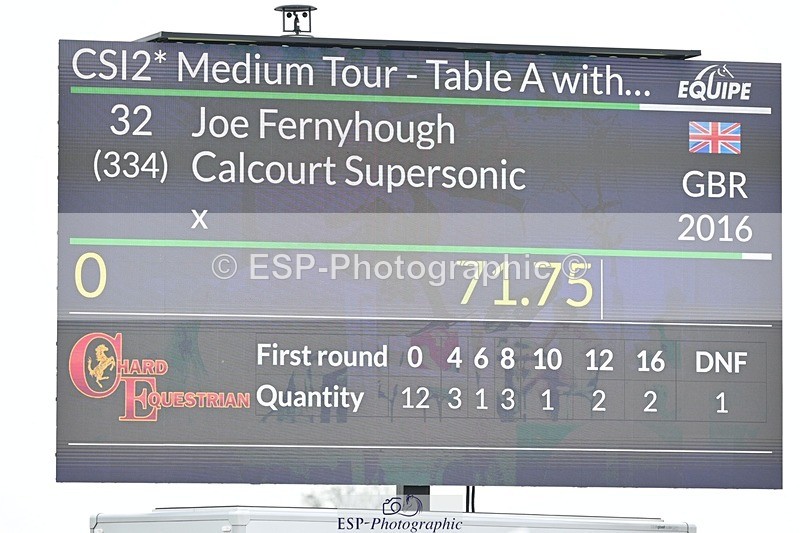 CSI2* Medium Tour - Table A with...
EQUIPE
32 Joe Fernyhough
(334) Calcourt Supersonic GBR
x 2016
© ESP-Photographic ©
0 71.75
CHARD EQUESTRIAN
First round 0 4 6 8 10 12 16 DNF
Quantity 12 3 1 3 1 2 2 1
ESP-Photographic